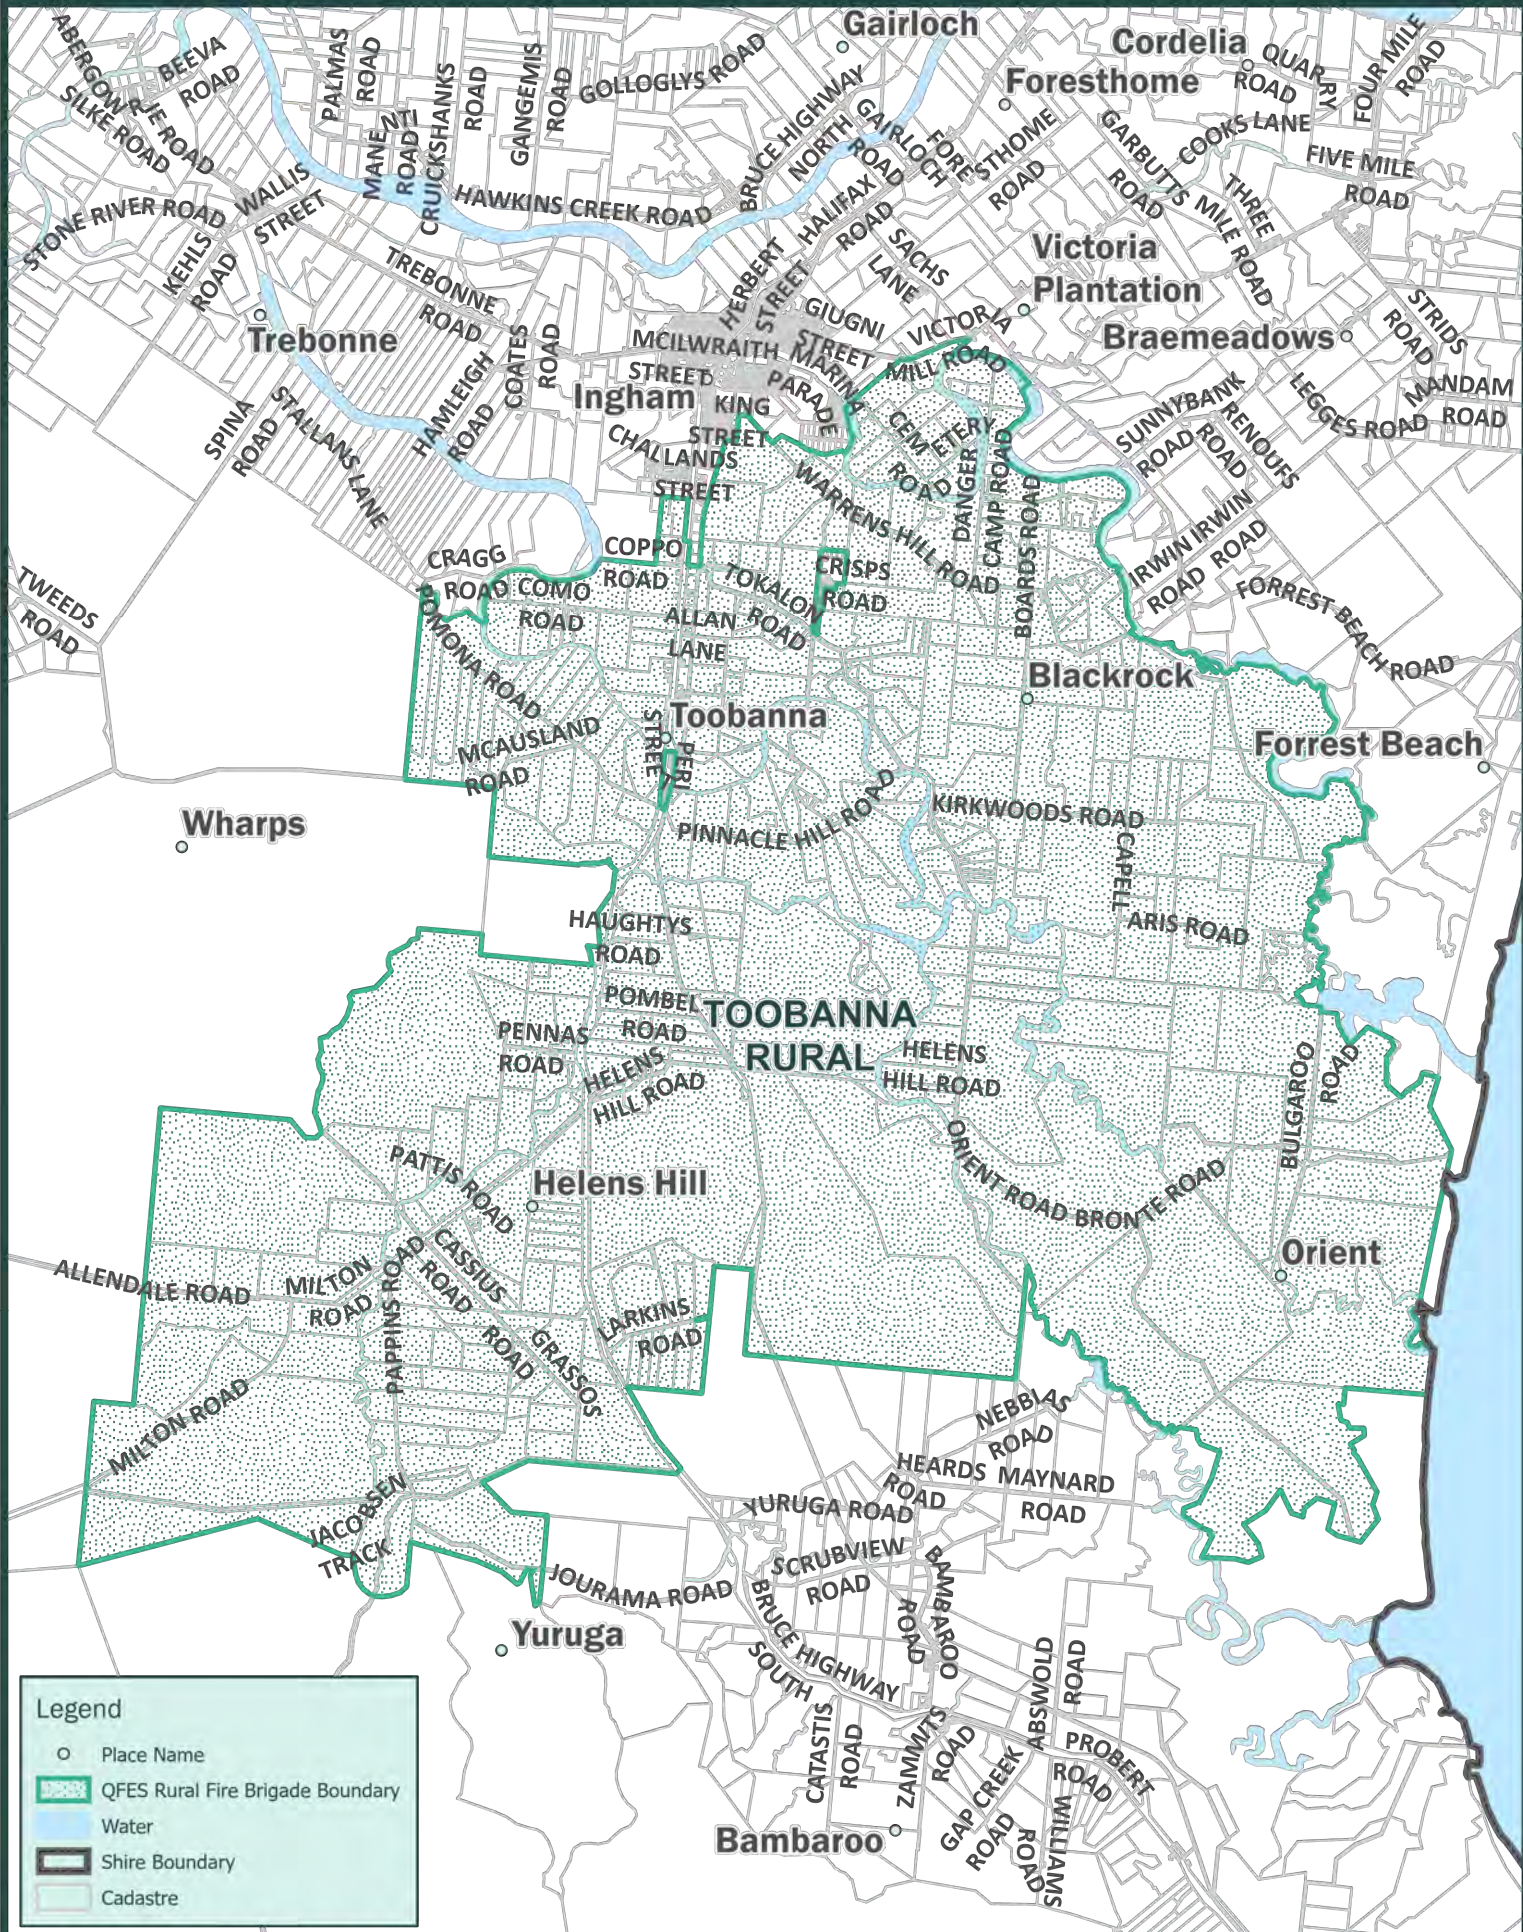 Gairloch
Cordelia
Foresthome
QUARRY
ROAD
FOUR MILE
ROAD
ABERGOWRIE ROAD
BEEVA
ROAD
SILKE ROAD
PALMAS
ROAD
MANENTI
ROAD
CRUICKSHANKS
ROAD
GANGEMIS
ROAD
GOLLOGLYS ROAD
BRUCE HIGHWAY
NORTH
GAIRLOCH
ROAD
FORESTHOME
ROAD
GARBUTTS
ROAD
COOKS LANE
FIVE MILE
ROAD
THREE
MILE ROAD
STONE RIVER ROAD
WALLIS
STREET
HAWKINS CREEK ROAD
HALIFAX
ROAD
SACHS
LANE
KEHLS
ROAD
TREBONNE
ROAD
HERBERT
STREET
Victoria
Plantation
GIUGNI
STREET
VICTORIA
MILL ROAD
Braemeadows
STRIDS
ROAD
Trebonne
MCILWRAITH
STREET
MARINA
PARADE
COATES
ROAD
HAMLEIGH
ROAD
Ingham
KING
STREET
MANDAM
ROAD
LEGGES ROAD
SUNNYBANK
ROAD
RENOUFS
ROAD
SPINA
ROAD
STALLANS LANE
CHALLANDS
STREET
CEMETERY
ROAD
DANGER
CAMP ROAD
BOARDS ROAD
WARRENS HILL ROAD
IRWIN IRWIN
ROAD ROAD
FORREST BEACH ROAD
TWEEDS
ROAD
CRAGG
ROAD
COPPO
ROAD
COMO
ROAD
TOKALON
ROAD
CRISPS
ROAD
ALLAN
LANE
POMONA ROAD
Blackrock
Toobanna
PERI
STREET
MCAUSLAND
ROAD
Forrest Beach
Wharps
PINNACLE HILL ROAD
KIRKWOODS ROAD
CAPELL
ARIS ROAD
HAUGHTYS
ROAD
POMBEL
ROAD
TOOBANNA
RURAL
PENNAS
ROAD
HELENS
HILL ROAD
HELENS
HILL ROAD
BULGAROO
ROAD
PATTIS ROAD
Helens Hill
ORIENT ROAD
BRONTE ROAD
Orient
ALLENDALE ROAD
MILTON
ROAD
PAPPINS ROAD
CASSIUS
ROAD
LARKINS
ROAD
GRASSOS
ROAD
MILTON ROAD
NEBBIAS
ROAD
HEARDS
ROAD
MAYNARD
ROAD
JACOBSEN
TRACK
YURUGA ROAD
SCRUBVIEW
ROAD
JOURAMA ROAD
BAMBAROO
ROAD
BRUCE HIGHWAY
SOUTH
Yuruga
ABSWOLD
ROAD
CATASTIS
ROAD
ZAMMITS
ROAD
GAP CREEK
ROAD
PROBERT
ROAD
WILLIAMS
ROAD
Bambaroo
Legend
Place Name
QFES Rural Fire Brigade Boundary
Water
Shire Boundary
Cadastre